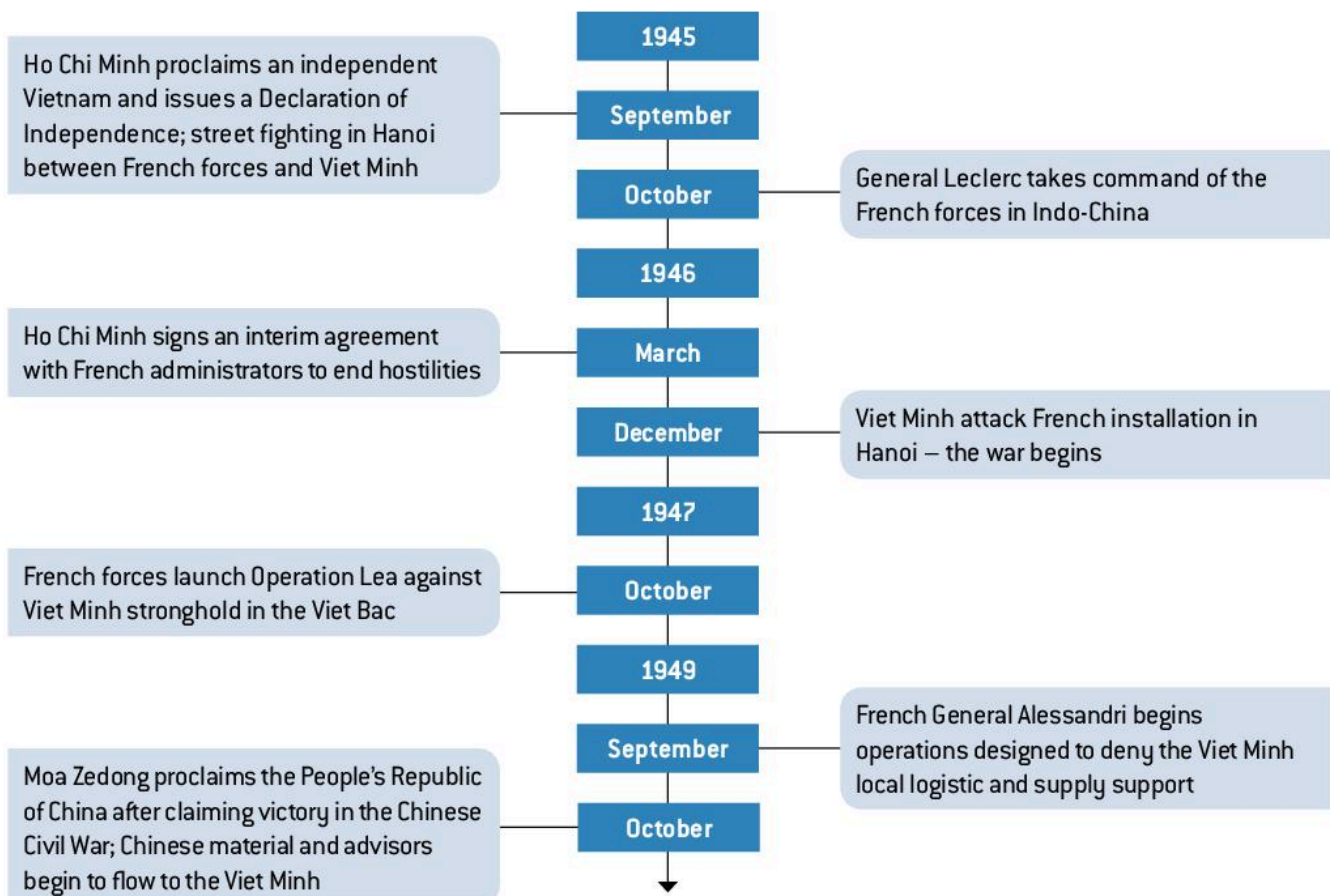 1945
Ho Chi Minh proclaims an independent
Vietnam and issues a Declaration of
Independence; street fighting in Hanoi
between French forces and Viet Minh
September
October
General Leclerc takes command of the
French forces in Indo-China
1946
Ho Chi Minh signs an interim agreement
with French administrators to end hostilities
March
December
Viet Minh attack French installation in
Hanoi – the war begins
1947
French forces launch Operation Lea against
Viet Minh stronghold in the Viet Bac
October
1949
September
French General Alessandri begins
operations designed to deny the Viet Minh
local logistic and supply support
Moa Zedong proclaims the People's Republic
of China after claiming victory in the Chinese
Civil War; Chinese material and advisors
begin to flow to the Viet Minh
October